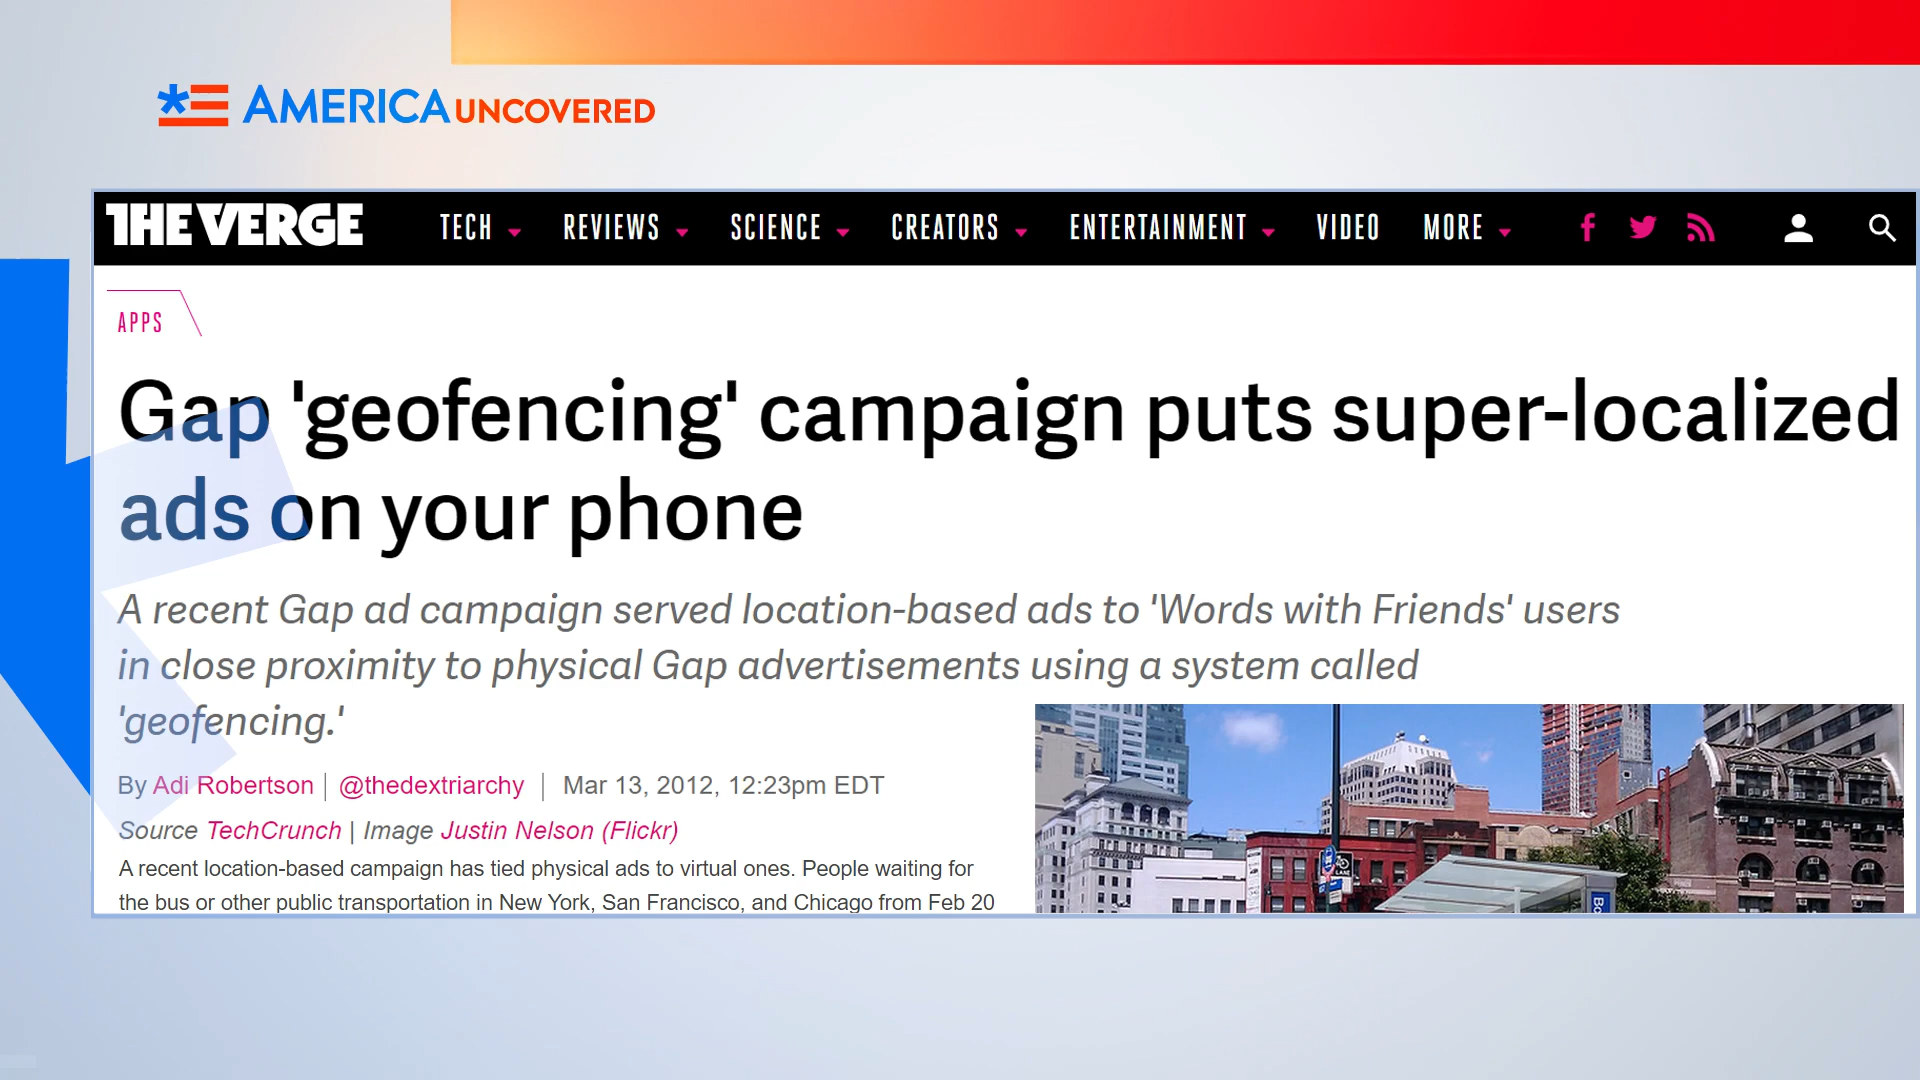 AMERICA UNCOVERED
THE VERGE TECH REVIEWS SCIENCE CREATORS ENTERTAINMENT VIDEO MORE
APPS
Gap 'geofencing' campaign puts super-localized
ads on your phone
A recent Gap ad campaign served location-based ads to 'Words with Friends' users
in close proximity to physical Gap advertisements using a system called
'geofencing.'
By Adi Robertson | @thedextriarchy | Mar 13, 2012, 12:23pm EDT
Source TechCrunch | Image Justin Nelson (Flickr)
A recent location-based campaign has tied physical ads to virtual ones. People waiting for
the bus or other public transportation in New York, San Francisco, and Chicago from Feb 20